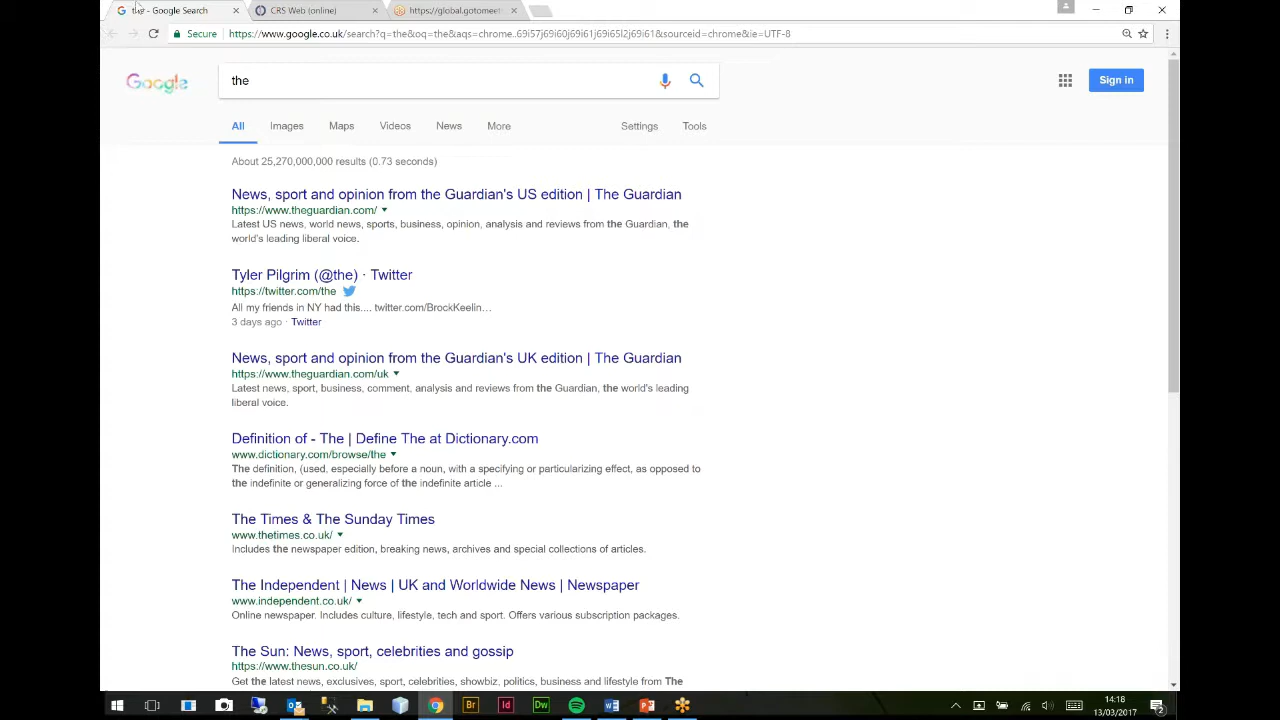 the - Google Search
CRS Web (online)
https://global.gotomeet
Secure
https://www.google.co.uk/search?q=the&oq=the&aqs=chrome..69i57j69i60j69i61j69i65l2j69i61&sourceid=chrome&ie=UTF-8
Google
the
Sign in
All
Images
Maps
Videos
News
More
Settings
Tools
About 25,270,000,000 results (0.73 seconds)
News, sport and opinion from the Guardian's US edition | The Guardian
https://www.theguardian.com/
Latest US news, world news, sports, business, opinion, analysis and reviews from the Guardian, the
world's leading liberal voice.
Tyler Pilgrim (@the) · Twitter
https://twitter.com/the
All my friends in NY had this.... twitter.com/BrockKeelin…
3 days ago · Twitter
News, sport and opinion from the Guardian's UK edition | The Guardian
https://www.theguardian.com/uk
Latest news, sport, business, comment, analysis and reviews from the Guardian, the world's leading
liberal voice.
Definition of - The | Define The at Dictionary.com
www.dictionary.com/browse/the
The definition, (used, especially before a noun, with a specifying or particularizing effect, as opposed to
the indefinite or generalizing force of the indefinite article ...
The Times & The Sunday Times
www.thetimes.co.uk/
Includes the newspaper edition, breaking news, archives and special collections of articles.
The Independent | News | UK and Worldwide News | Newspaper
www.independent.co.uk/
Online newspaper. Includes culture, lifestyle, tech and sport. Offers various subscription packages.
The Sun: News, sport, celebrities and gossip
https://www.thesun.co.uk/
Get the latest news, exclusives, sport, celebrities, showbiz, politics, business and lifestyle from The
Br
Id
Dw
14:18
13/03/2017
2